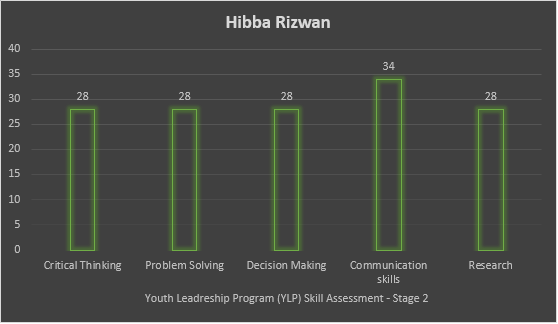 Hibba Rizwan
40
35
30
25
20
15
10
5
0
28
28
28
34
28
Critical Thinking
Problem Solving
Decision Making
Communication
skills
Research
Youth Leadreship Program (YLP) Skill Assessment - Stage 2